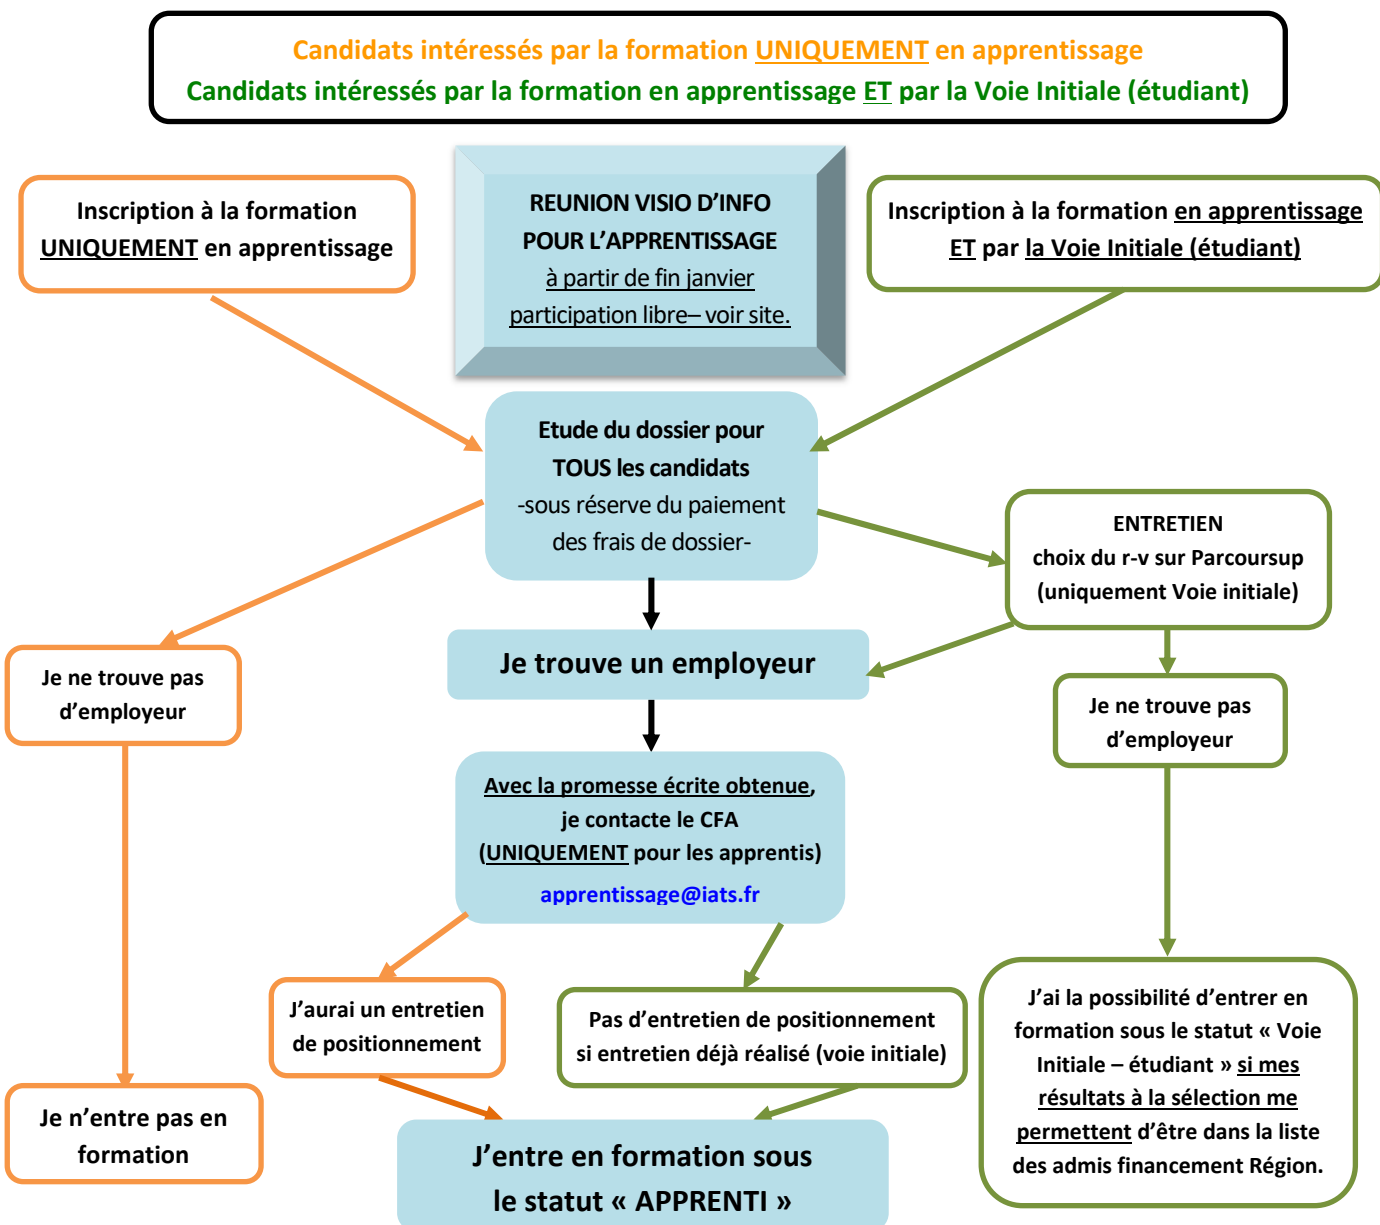 Candidats intéressés par la formation UNIQUEMENT en apprentissage
Candidats intéressés par la formation en apprentissage ET par la Voie Initiale (étudiant)
Inscription à la formation
UNIQUEMENT en apprentissage
REUNION VISIO D’INFO
POUR L’APPRENTISSAGE
à partir de fin janvier
participation libre– voir site.
Inscription à la formation en apprentissage
ET par la Voie Initiale (étudiant)
Etude du dossier pour
TOUS les candidats
-sous réserve du paiement
des frais de dossier-
ENTRETIEN
choix du r-v sur Parcoursup
(uniquement Voie initiale)
Je trouve un employeur
Je ne trouve pas
d’employeur
Je ne trouve pas
d’employeur
Avec la promesse écrite obtenue,
je contacte le CFA
(UNIQUEMENT pour les apprentis)
apprentissage@iats.fr
J’aurai un entretien
de positionnement
Pas d’entretien de positionnement
si entretien déjà réalisé (voie initiale)
J’ai la possibilité d’entrer en
formation sous le statut « Voie
Initiale – étudiant » si mes
résultats à la sélection me
permettent d’être dans la liste
des admis financement Région.
Je n’entre pas en
formation
J’entre en formation sous
le statut « APPRENTI »